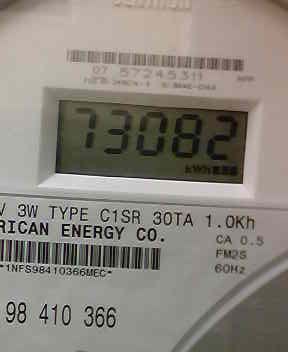 07 57245311
73082
kWh
V 3W TYPE C1SR 30TA 1.0Kh
RICAN ENERGY CO.
CA 0.5
FM2S
60Hz
*1NFS98410366MEC*
98 410 366